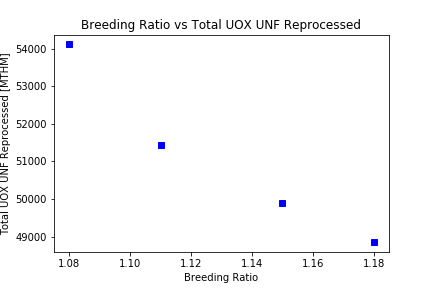 Breeding Ratio vs Total UOX UNF Reprocessed
Total UOX UNF Reprocessed [MTHM]
54000
53000
52000
51000
50000
49000
1.08 1.10 1.12 1.14 1.16 1.18
Breeding Ratio